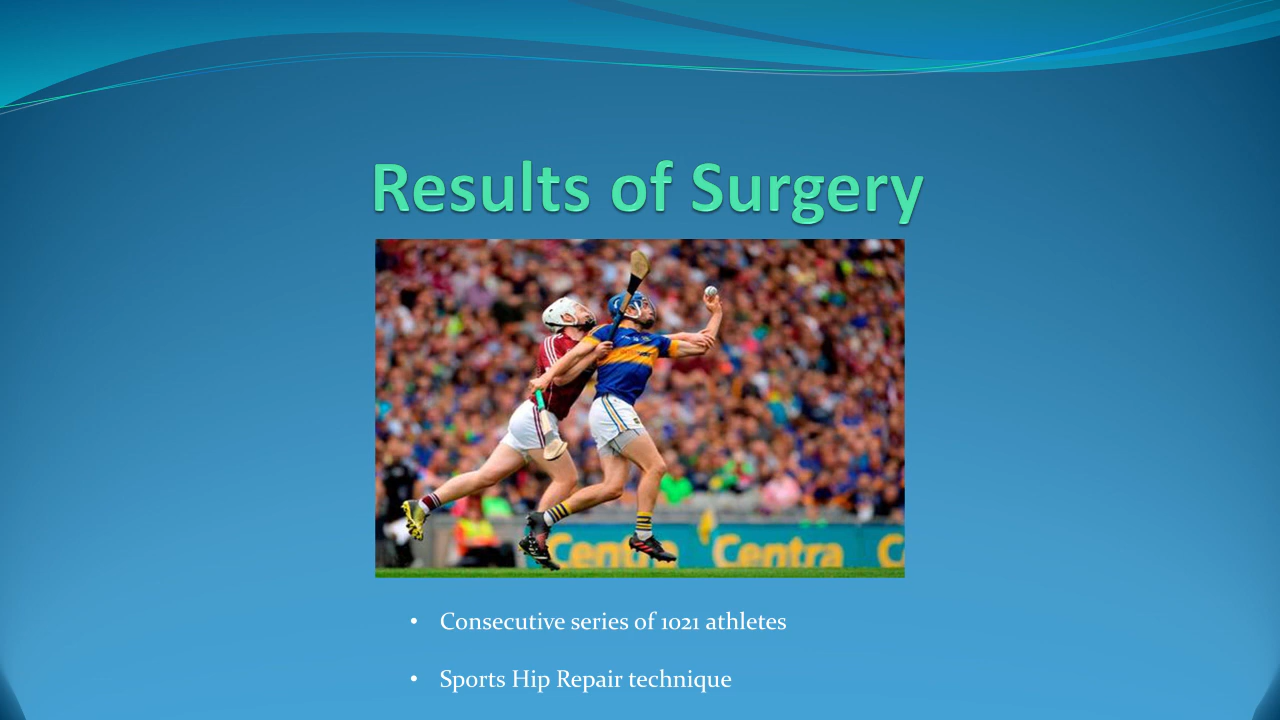 Results of Surgery
Centra
Centra
C
• Consecutive series of 1021 athletes
• Sports Hip Repair technique